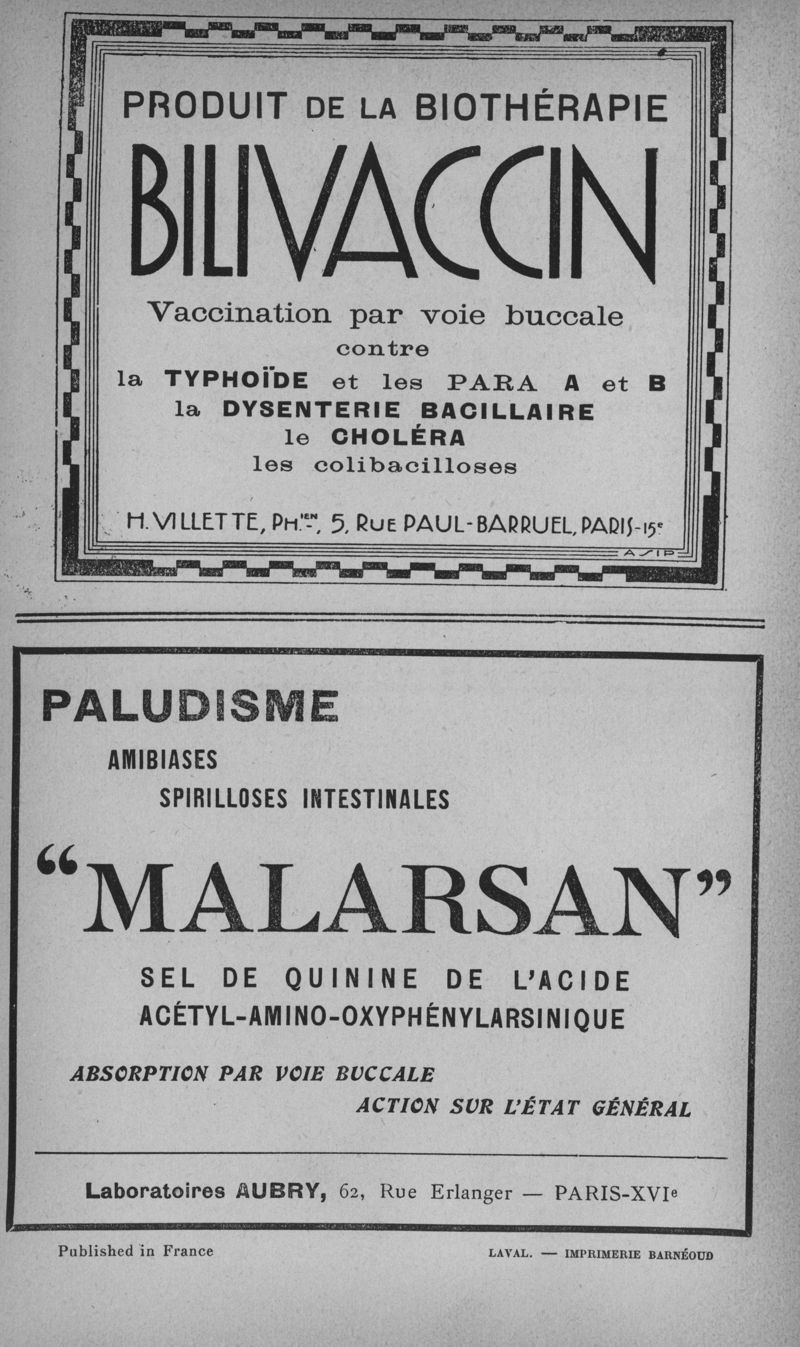 PRODUIT DE LA BIOTHÉRAPIE
BILIVACCIN
Vaccination par voie buccale
contre
la TYPHOÏDE et les PARA A et B
la DYSENTERIE BACILLAIRE
le CHOLÉRA
les colibacilloses
H. VILLETTE, PH.IEN, 5, RUE PAUL-BARRUEL, PARIS-15e
ASIP
PALUDISME
AMIBIASES
SPIRILLOSES INTESTINALES
“MALARSAN”
SEL DE QUININE DE L'ACIDE
ACÉTYL-AMINO-OXYPHÉNYLARSINIQUE
ABSORPTION PAR VOIE BUCCALE
ACTION SUR L'ÉTAT GÉNÉRAL
Laboratoires AUBRY, 62, Rue Erlanger — PARIS-XVIe
Published in France
LAVAL. — IMPRIMERIE BARNÉOUD